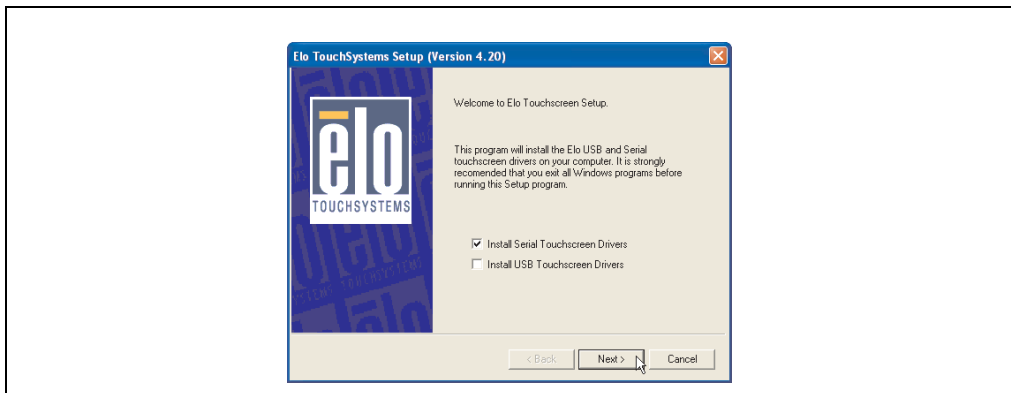 Elo TouchSystems Setup (Version 4.20)
elo
TOUCHSYSTEMS
Welcome to Elo Touchscreen Setup.
This program will install the Elo USB and Serial
touchscreen drivers on your computer. It is strongly
recomended that you exit all Windows programs before
running this Setup program.
Install Serial Touchscreen Drivers
Install USB Touchscreen Drivers
< Back
Next >
Cancel